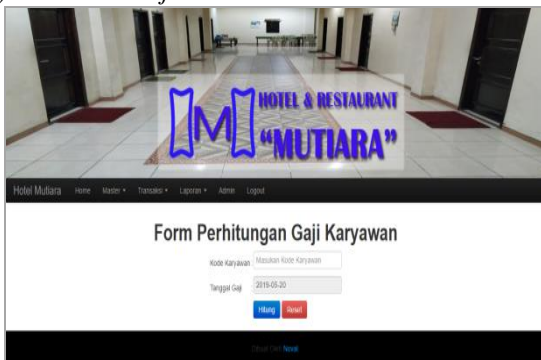 HOTEL & RESTAURANT
"MUTIARA"
Hotel Mutiara Home Master Transaksi Laporan Admin Logout
Form Perhitungan Gaji Karyawan
Kode Karyawan Masukan Kode Karyawan
Tanggal Gaji 2019-05-20
Hitung Reset